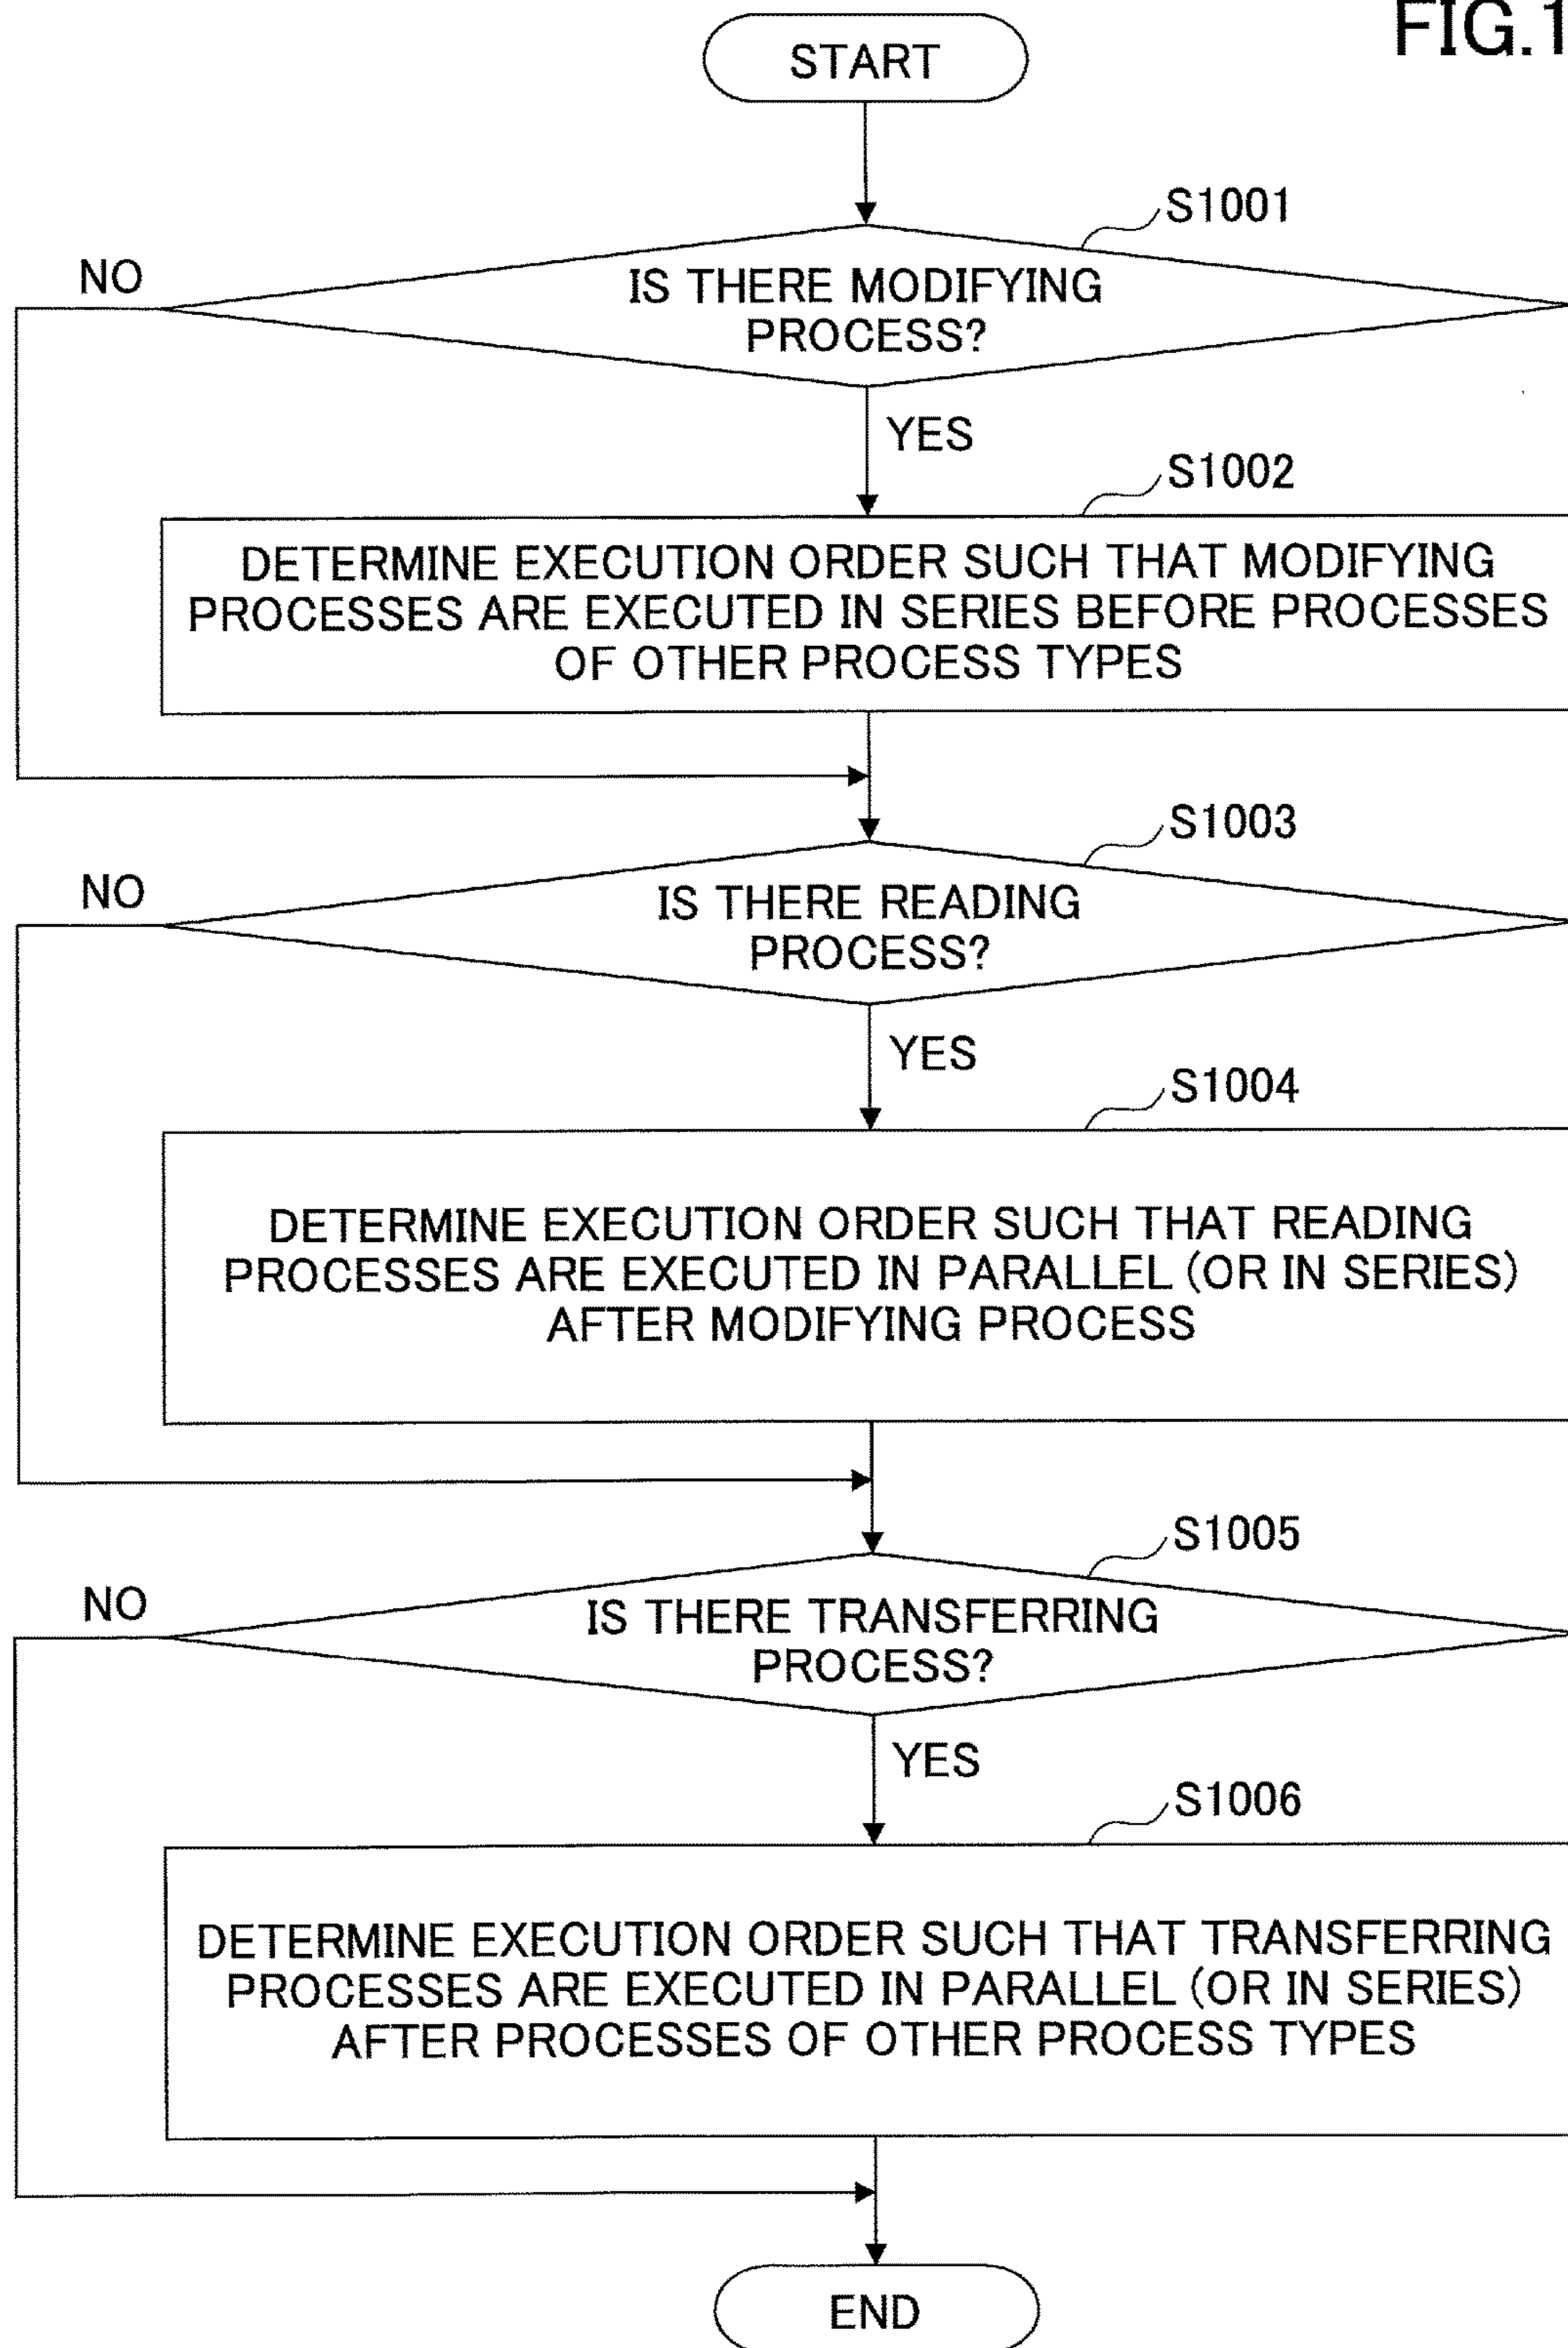 FIG.1
START
S1001
NO
IS THERE MODIFYING
PROCESS?
YES
S1002
DETERMINE EXECUTION ORDER SUCH THAT MODIFYING
PROCESSES ARE EXECUTED IN SERIES BEFORE PROCESSES
OF OTHER PROCESS TYPES
S1003
NO
IS THERE READING
PROCESS?
YES
S1004
DETERMINE EXECUTION ORDER SUCH THAT READING
PROCESSES ARE EXECUTED IN PARALLEL (OR IN SERIES)
AFTER MODIFYING PROCESS
S1005
NO
IS THERE TRANSFERRING
PROCESS?
YES
S1006
DETERMINE EXECUTION ORDER SUCH THAT TRANSFERRING
PROCESSES ARE EXECUTED IN PARALLEL (OR IN SERIES)
AFTER PROCESSES OF OTHER PROCESS TYPES
END